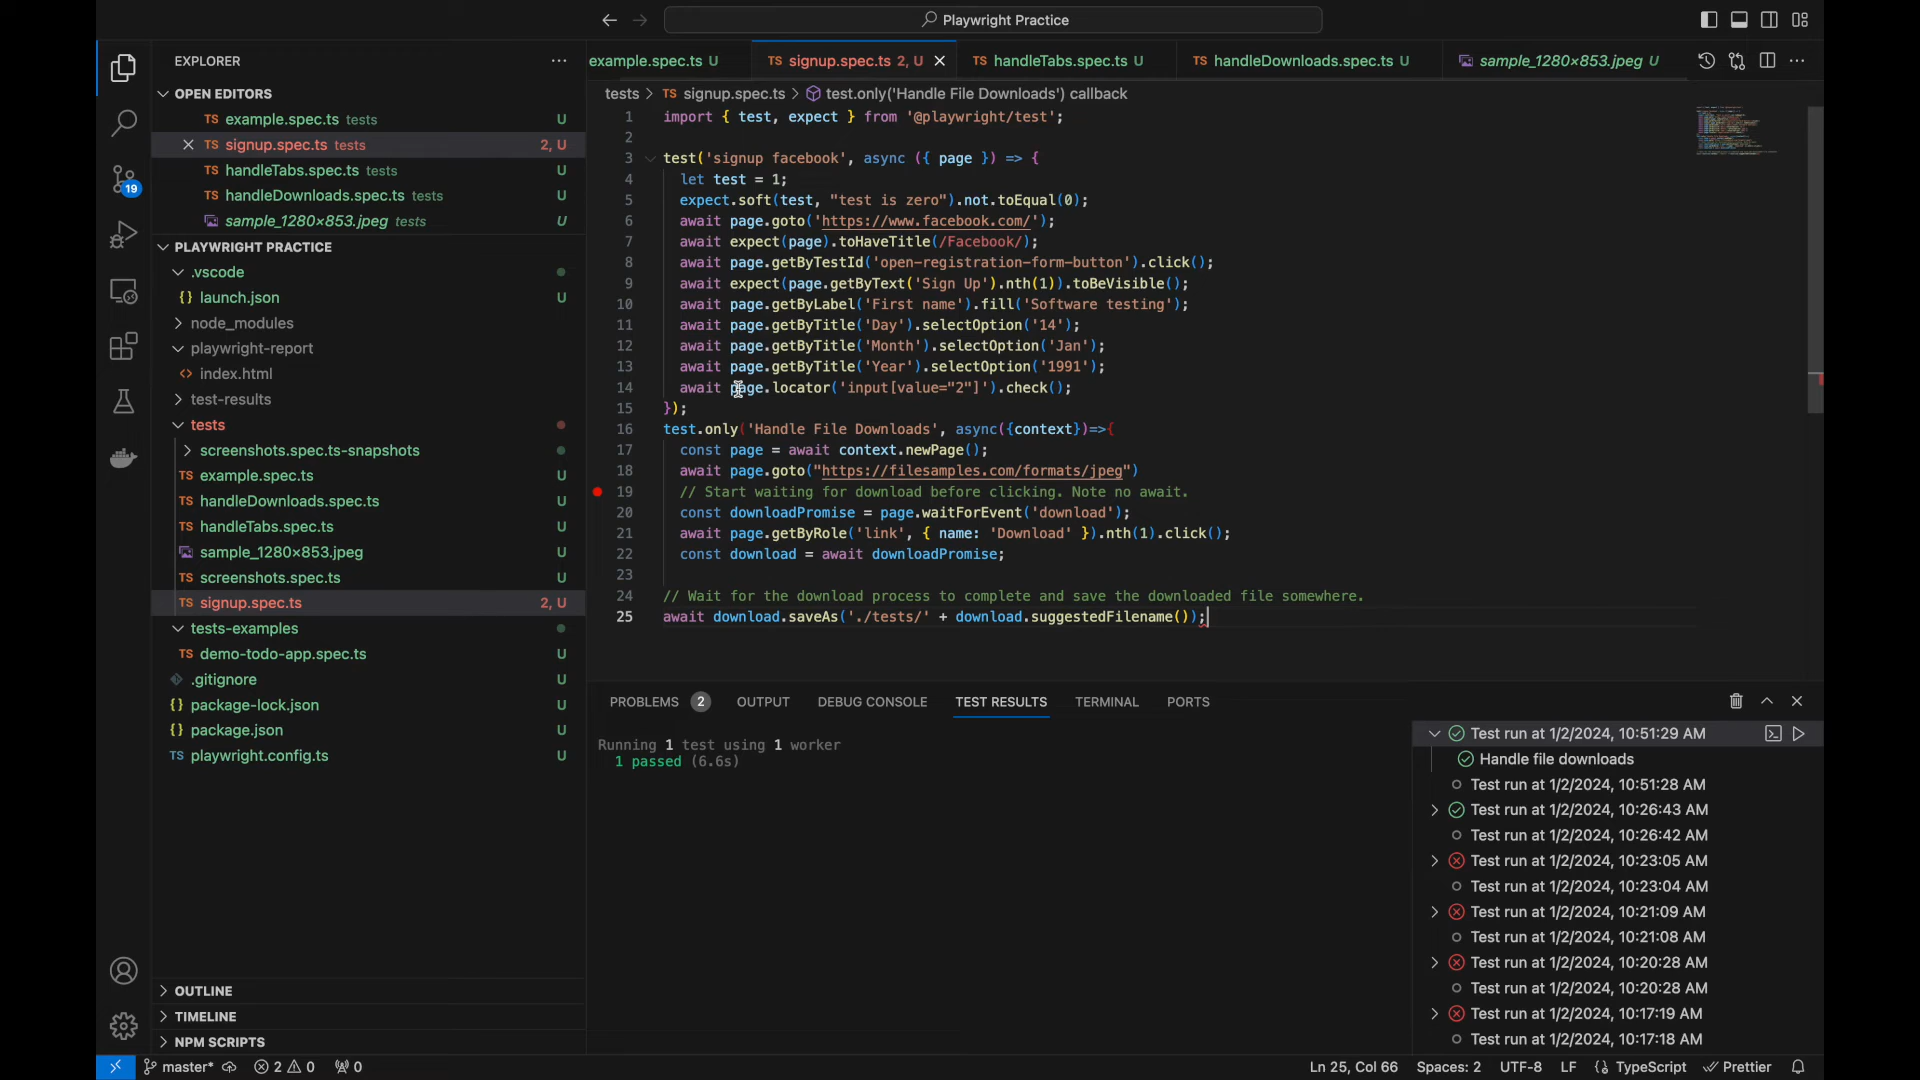 Playwright Practice
EXPLORER
OPEN EDITORS
example.spec.ts tests U
signup.spec.ts tests 2, U
handleTabs.spec.ts tests U
handleDownloads.spec.ts tests U
sample_1280×853.jpeg tests U
PLAYWRIGHT PRACTICE
.vscode
launch.json U
node_modules
playwright-report
index.html
test-results
tests
screenshots.spec.ts-snapshots
example.spec.ts U
handleDownloads.spec.ts U
handleTabs.spec.ts U
sample_1280×853.jpeg U
screenshots.spec.ts U
signup.spec.ts 2, U
tests-examples
demo-todo-app.spec.ts U
.gitignore U
package-lock.json U
package.json U
playwright.config.ts U
OUTLINE
TIMELINE
NPM SCRIPTS
19
example.spec.ts U
signup.spec.ts 2, U
handleTabs.spec.ts U
handleDownloads.spec.ts U
sample_1280×853.jpeg U
tests > TS signup.spec.ts > test.only('Handle File Downloads') callback
1 import { test, expect } from '@playwright/test';
2
3 test('signup facebook', async ({ page }) => {
4 let test = 1;
5 expect.soft(test, "test is zero").not.toEqual(0);
6 await page.goto('https://www.facebook.com/');
7 await expect(page).toHaveTitle(/Facebook/);
8 await page.getByTestId('open-registration-form-button').click();
9 await expect(page.getByText('Sign Up').nth(1)).toBeVisible();
10 await page.getByLabel('First name').fill('Software testing');
11 await page.getByTitle('Day').selectOption('14');
12 await page.getByTitle('Month').selectOption('Jan');
13 await page.getByTitle('Year').selectOption('1991');
14 await page.locator('input[value="2"]').check();
15 });
16 test.only('Handle File Downloads', async({context})=>{
17 const page = await context.newPage();
18 await page.goto("https://filesamples.com/formats/jpeg")
19 // Start waiting for download before clicking. Note no await.
20 const downloadPromise = page.waitForEvent('download');
21 await page.getByRole('link', { name: 'Download' }).nth(1).click();
22 const download = await downloadPromise;
23
24 // Wait for the download process to complete and save the downloaded file somewhere.
25 await download.saveAs('./tests/' + download.suggestedFilename());
PROBLEMS 2 OUTPUT DEBUG CONSOLE TEST RESULTS TERMINAL PORTS
Running 1 test using 1 worker
1 passed (6.6s)
Test run at 1/2/2024, 10:51:29 AM
Handle file downloads
Test run at 1/2/2024, 10:51:28 AM
Test run at 1/2/2024, 10:26:43 AM
Test run at 1/2/2024, 10:26:42 AM
Test run at 1/2/2024, 10:23:05 AM
Test run at 1/2/2024, 10:23:04 AM
Test run at 1/2/2024, 10:21:09 AM
Test run at 1/2/2024, 10:21:08 AM
Test run at 1/2/2024, 10:20:28 AM
Test run at 1/2/2024, 10:20:28 AM
Test run at 1/2/2024, 10:17:19 AM
Test run at 1/2/2024, 10:17:18 AM
master* 2 0 0 Ln 25, Col 66 Spaces: 2 UTF-8 LF {} TypeScript Prettier